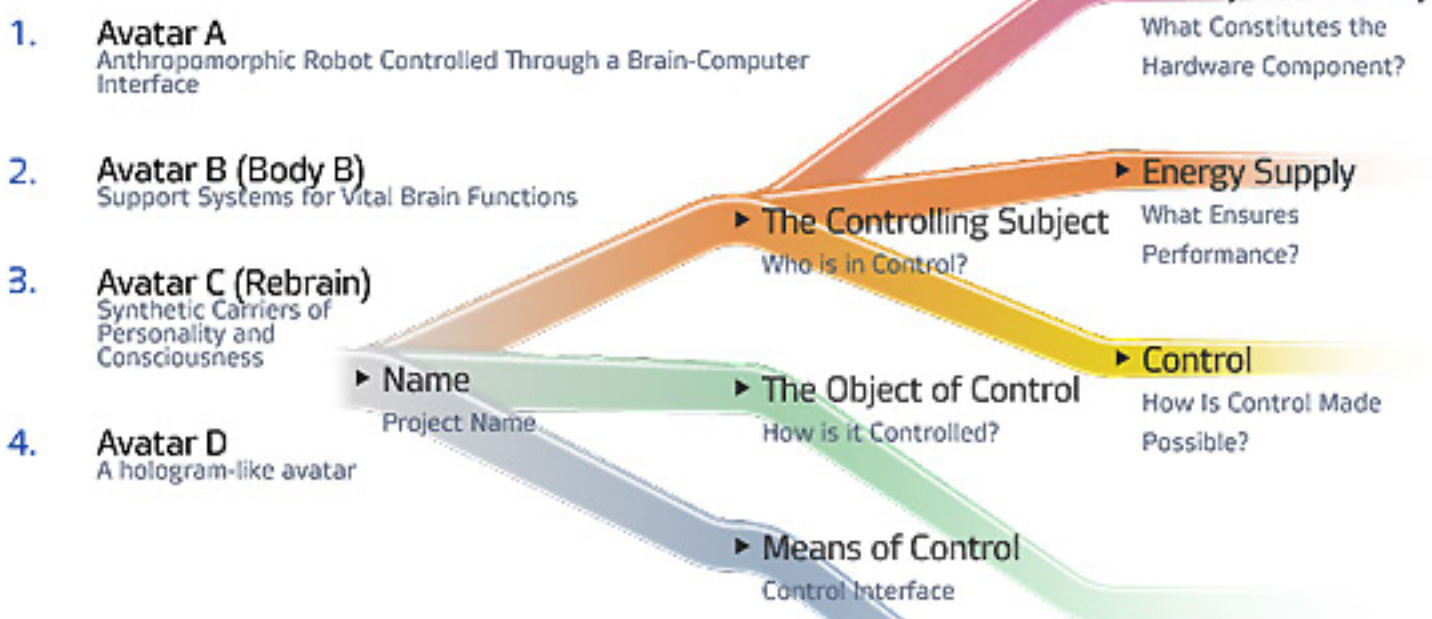 1.
Avatar A
Anthropomorphic Robot Controlled Through a Brain-Computer
Interface
2.
Avatar B (Body B)
Support Systems for Vital Brain Functions
3.
Avatar C (Rebrain)
Synthetic Carriers of
Personality and
Consciousness
4.
Avatar D
A hologram-like avatar
Name
Project Name
The Controlling Subject
Who is in Control?
The Object of Control
How is it Controlled?
Means of Control
Control Interface
What Constitutes the
Hardware Component?
Energy Supply
What Ensures
Performance?
Control
How Is Control Made
Possible?